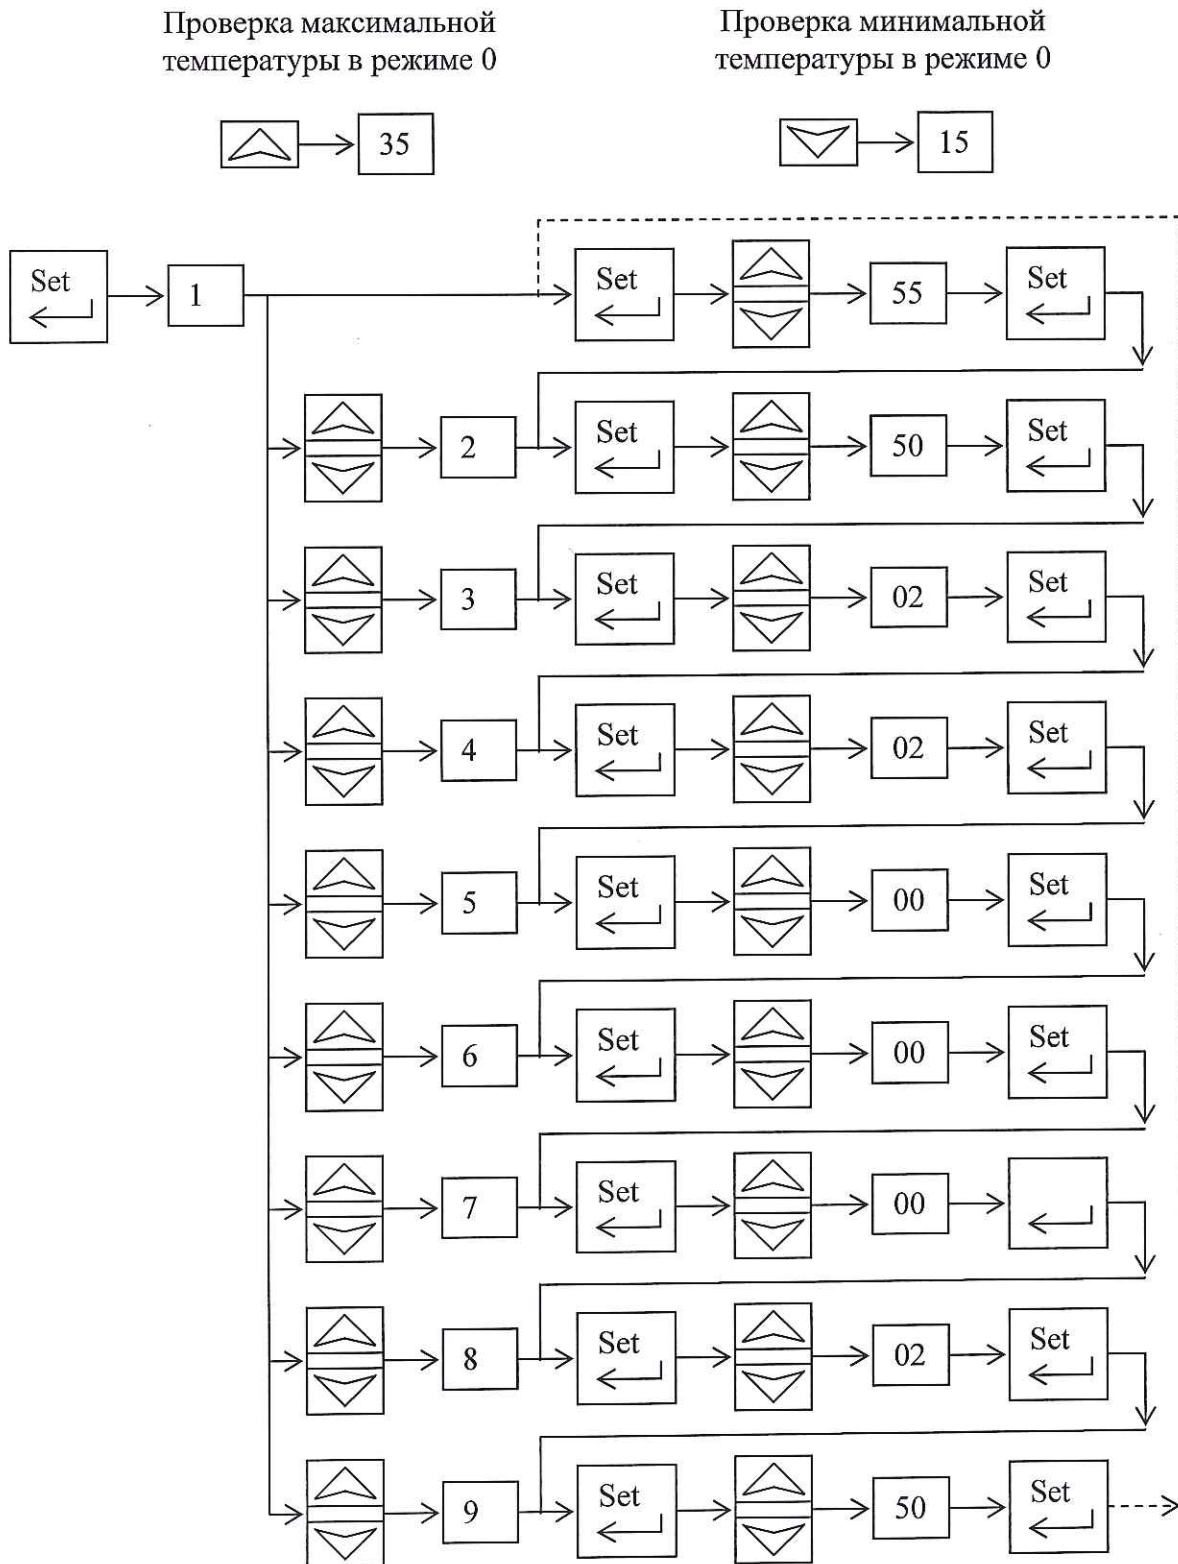 Проверка максимальной
температуры в режиме 0
Проверка минимальной
температуры в режиме 0
35
15
Set 1 Set 55 Set
2 Set 50 Set
3 Set 02 Set
4 Set 02 Set
5 Set 00 Set
6 Set 00 Set
7 Set 00
8 Set 02 Set
9 Set 50 Set